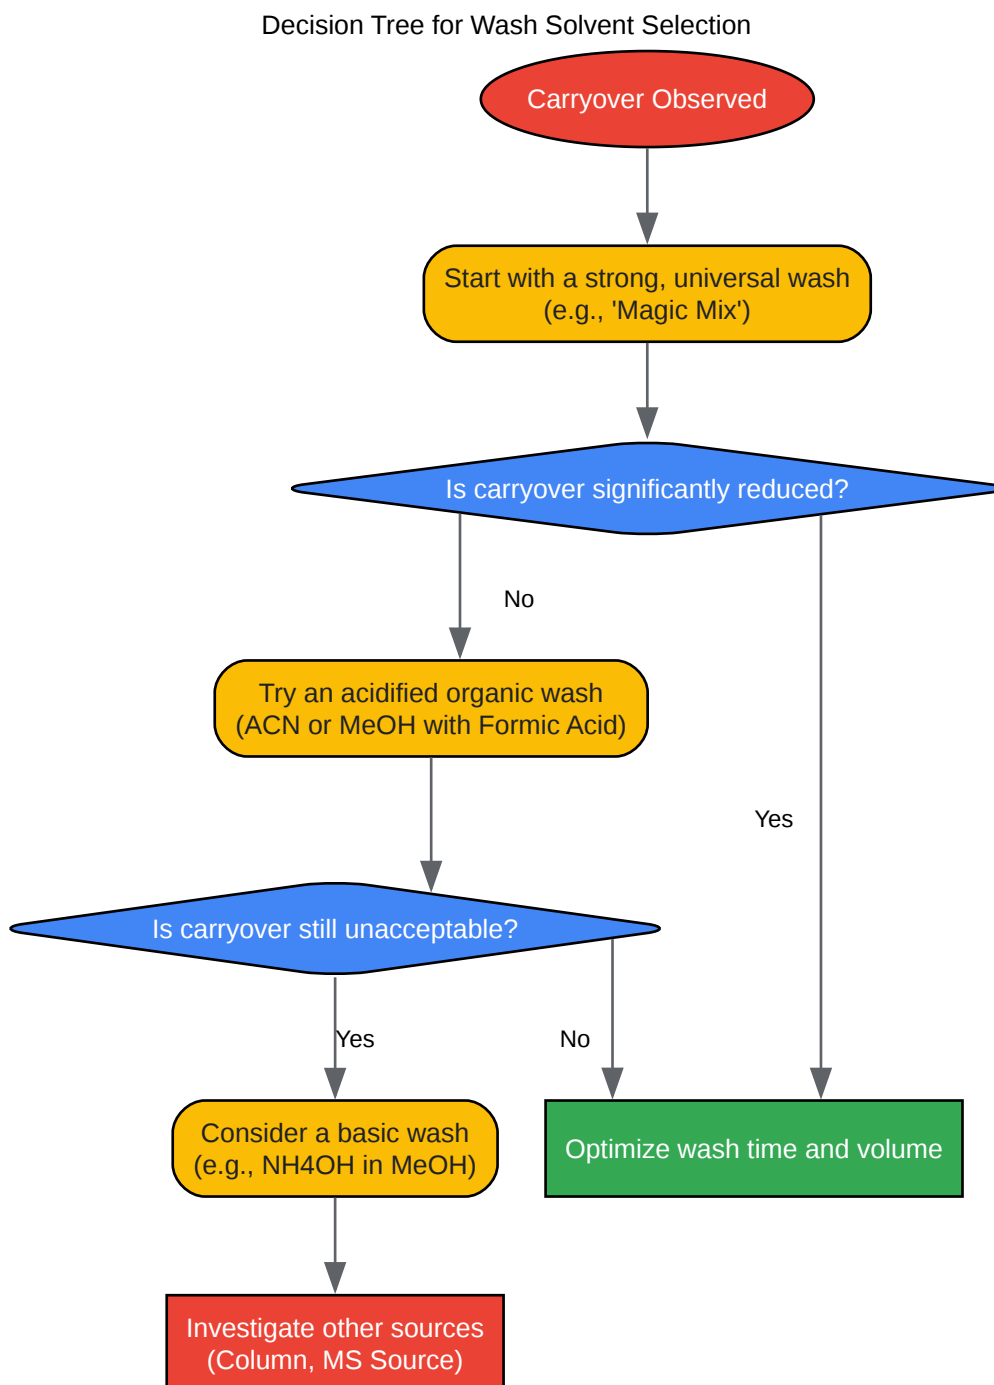 Decision Tree for Wash Solvent Selection
Carryover Observed
Start with a strong, universal wash
(e.g., 'Magic Mix')
Is carryover significantly reduced?
No
Try an acidified organic wash
(ACN or MeOH with Formic Acid)
Yes
Is carryover still unacceptable?
Yes
No
Consider a basic wash
(e.g., NH4OH in MeOH)
Optimize wash time and volume
Investigate other sources
(Column, MS Source)